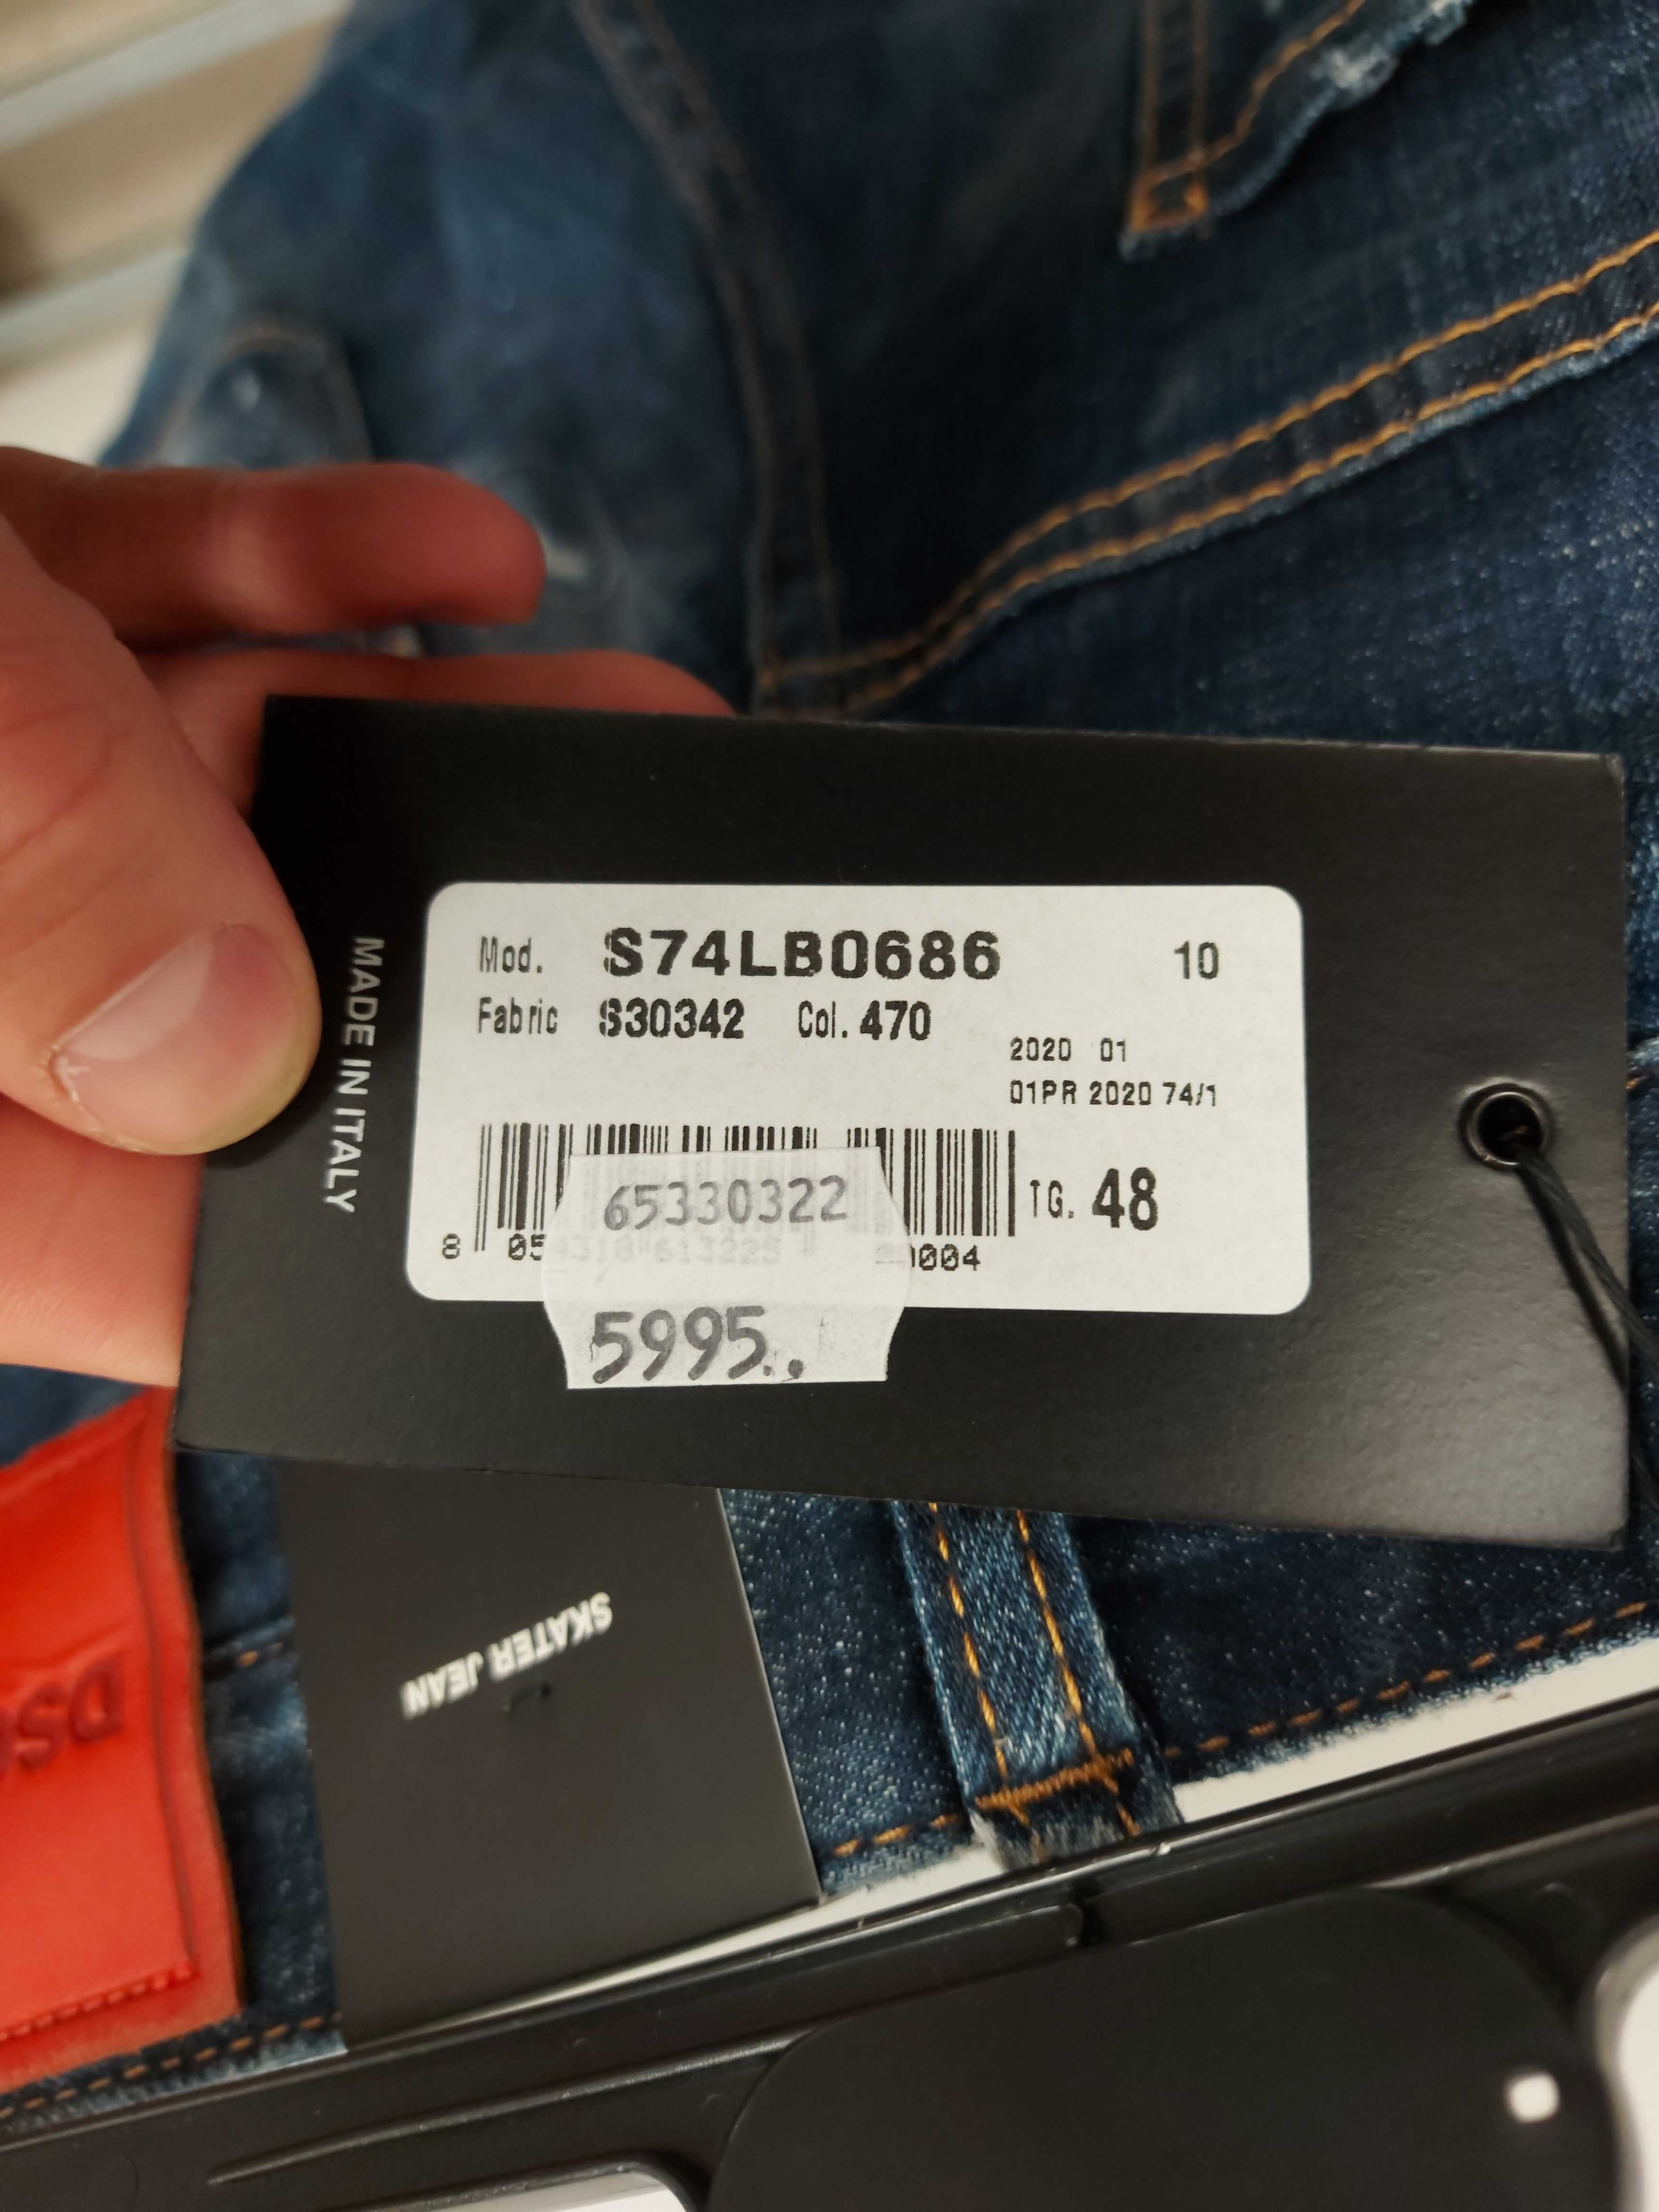 Mod. S74LB0686 10
Fabric S30342 Col. 470
2020 01
01PR 2020 74/1
TG. 48
65330322
5995..
MADE IN ITALY
SKATER JEAN